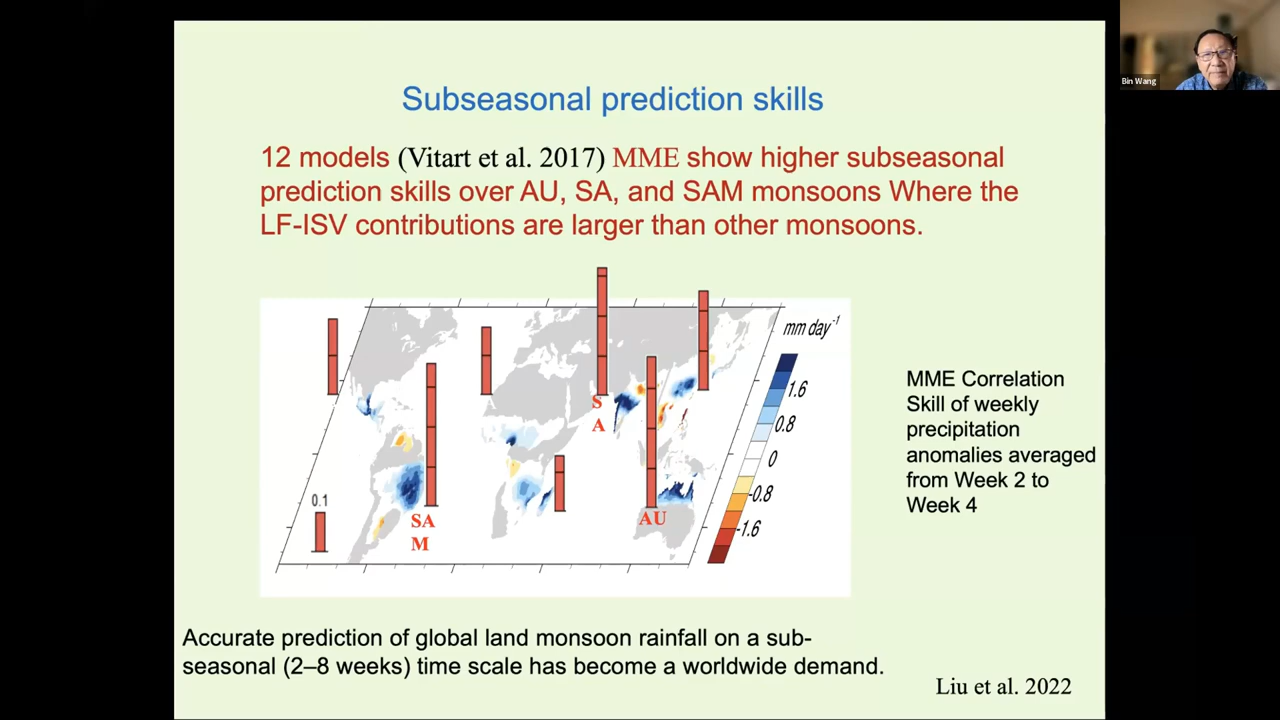 Bin Wang
Subseasonal prediction skills
12 models (Vitart et al. 2017) MME show higher subseasonal
prediction skills over AU, SA, and SAM monsoons Where the
LF-ISV contributions are larger than other monsoons.
mm day-1
1.6
0.8
0
-0.8
-1.6
0.1
S
A
SA
M
AU
MME Correlation
Skill of weekly
precipitation
anomalies averaged
from Week 2 to
Week 4
Accurate prediction of global land monsoon rainfall on a sub-
seasonal (2–8 weeks) time scale has become a worldwide demand.
Liu et al. 2022